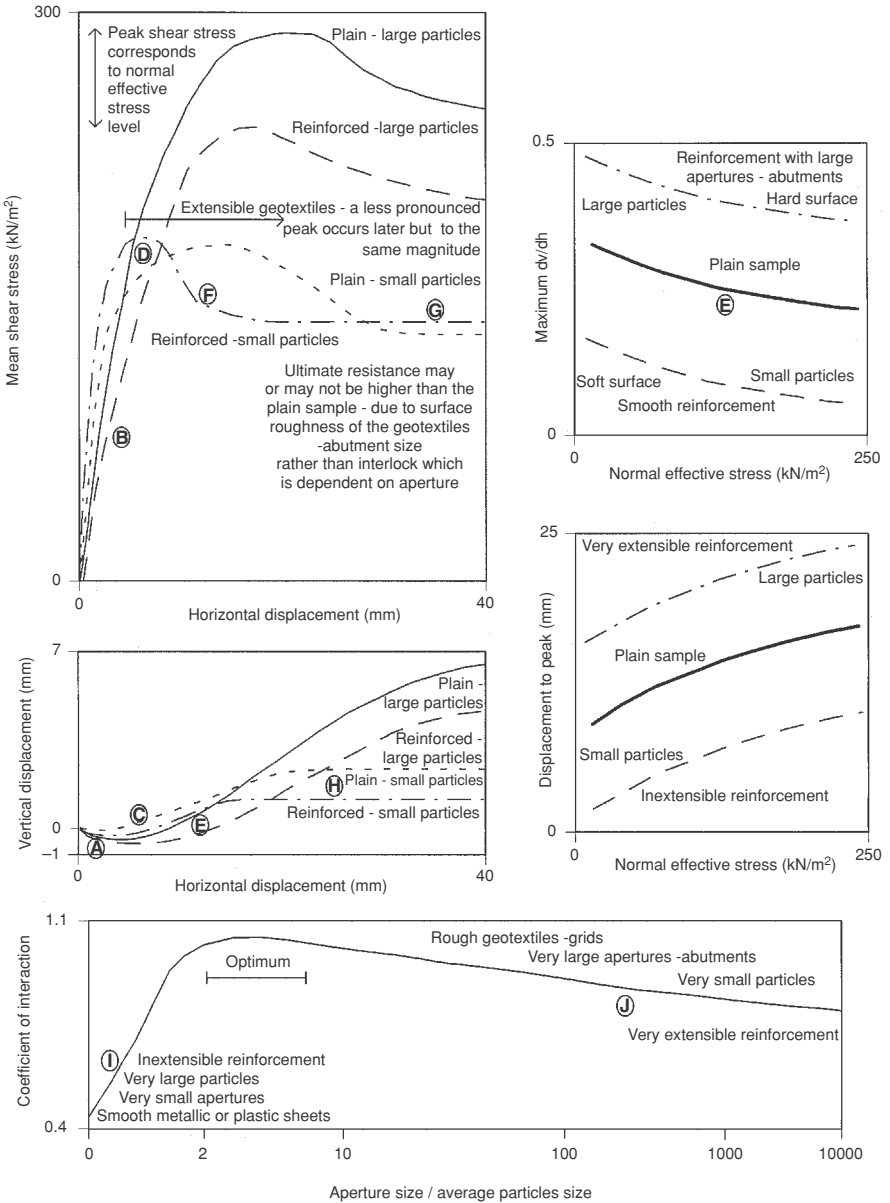 300
Peak shear stress
corresponds
to normal
effective
stress
level
Plain - large particles
Reinforced -large particles
Extensible geotextiles - a less pronounced
peak occurs later but to the
same magnitude
D
Plain - small particles
F
G
Reinforced -small particles
Ultimate resistance may
or may not be higher than the
plain sample - due to surface
roughness of the geotextiles
-abutment size
rather than interlock which
is dependent on aperture
B
Mean shear stress (kN/m²)
0
0
40
Horizontal displacement (mm)
0.5
Reinforcement with large
apertures - abutments
Large particles
Hard surface
Plain sample
E
Maximum dv/dh
Soft surface
Small particles
Smooth reinforcement
0
0
250
Normal effective stress (kN/m²)
7
Plain -
large particles
Reinforced -
large particles
H
Plain - small particles
C
E
Reinforced - small particles
A
Vertical displacement (mm)
0
–1
0
40
Horizontal displacement (mm)
25
Very extensible reinforcement
Large particles
Plain sample
Small particles
Inextensible reinforcement
Displacement to peak (mm)
0
0
250
Normal effective stress (kN/m²)
1.1
Rough geotextiles -grids
Very large apertures -abutments
Optimum
Very small particles
J
Very extensible reinforcement
I
Inextensible reinforcement
Very large particles
Very small apertures
Smooth metallic or plastic sheets
Coefficient of interaction
0.4
0
2
10
100
1000
10000
Aperture size / average particles size